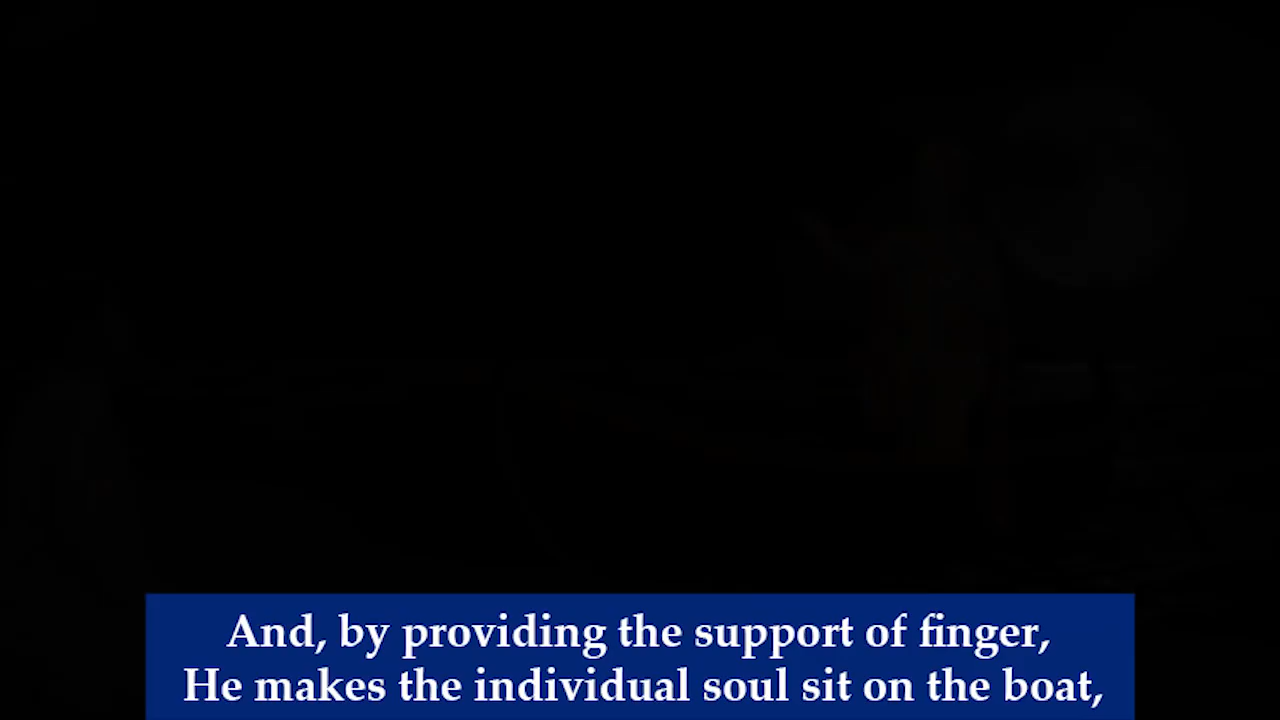 And, by providing the support of finger,
He makes the individual soul sit on the boat,